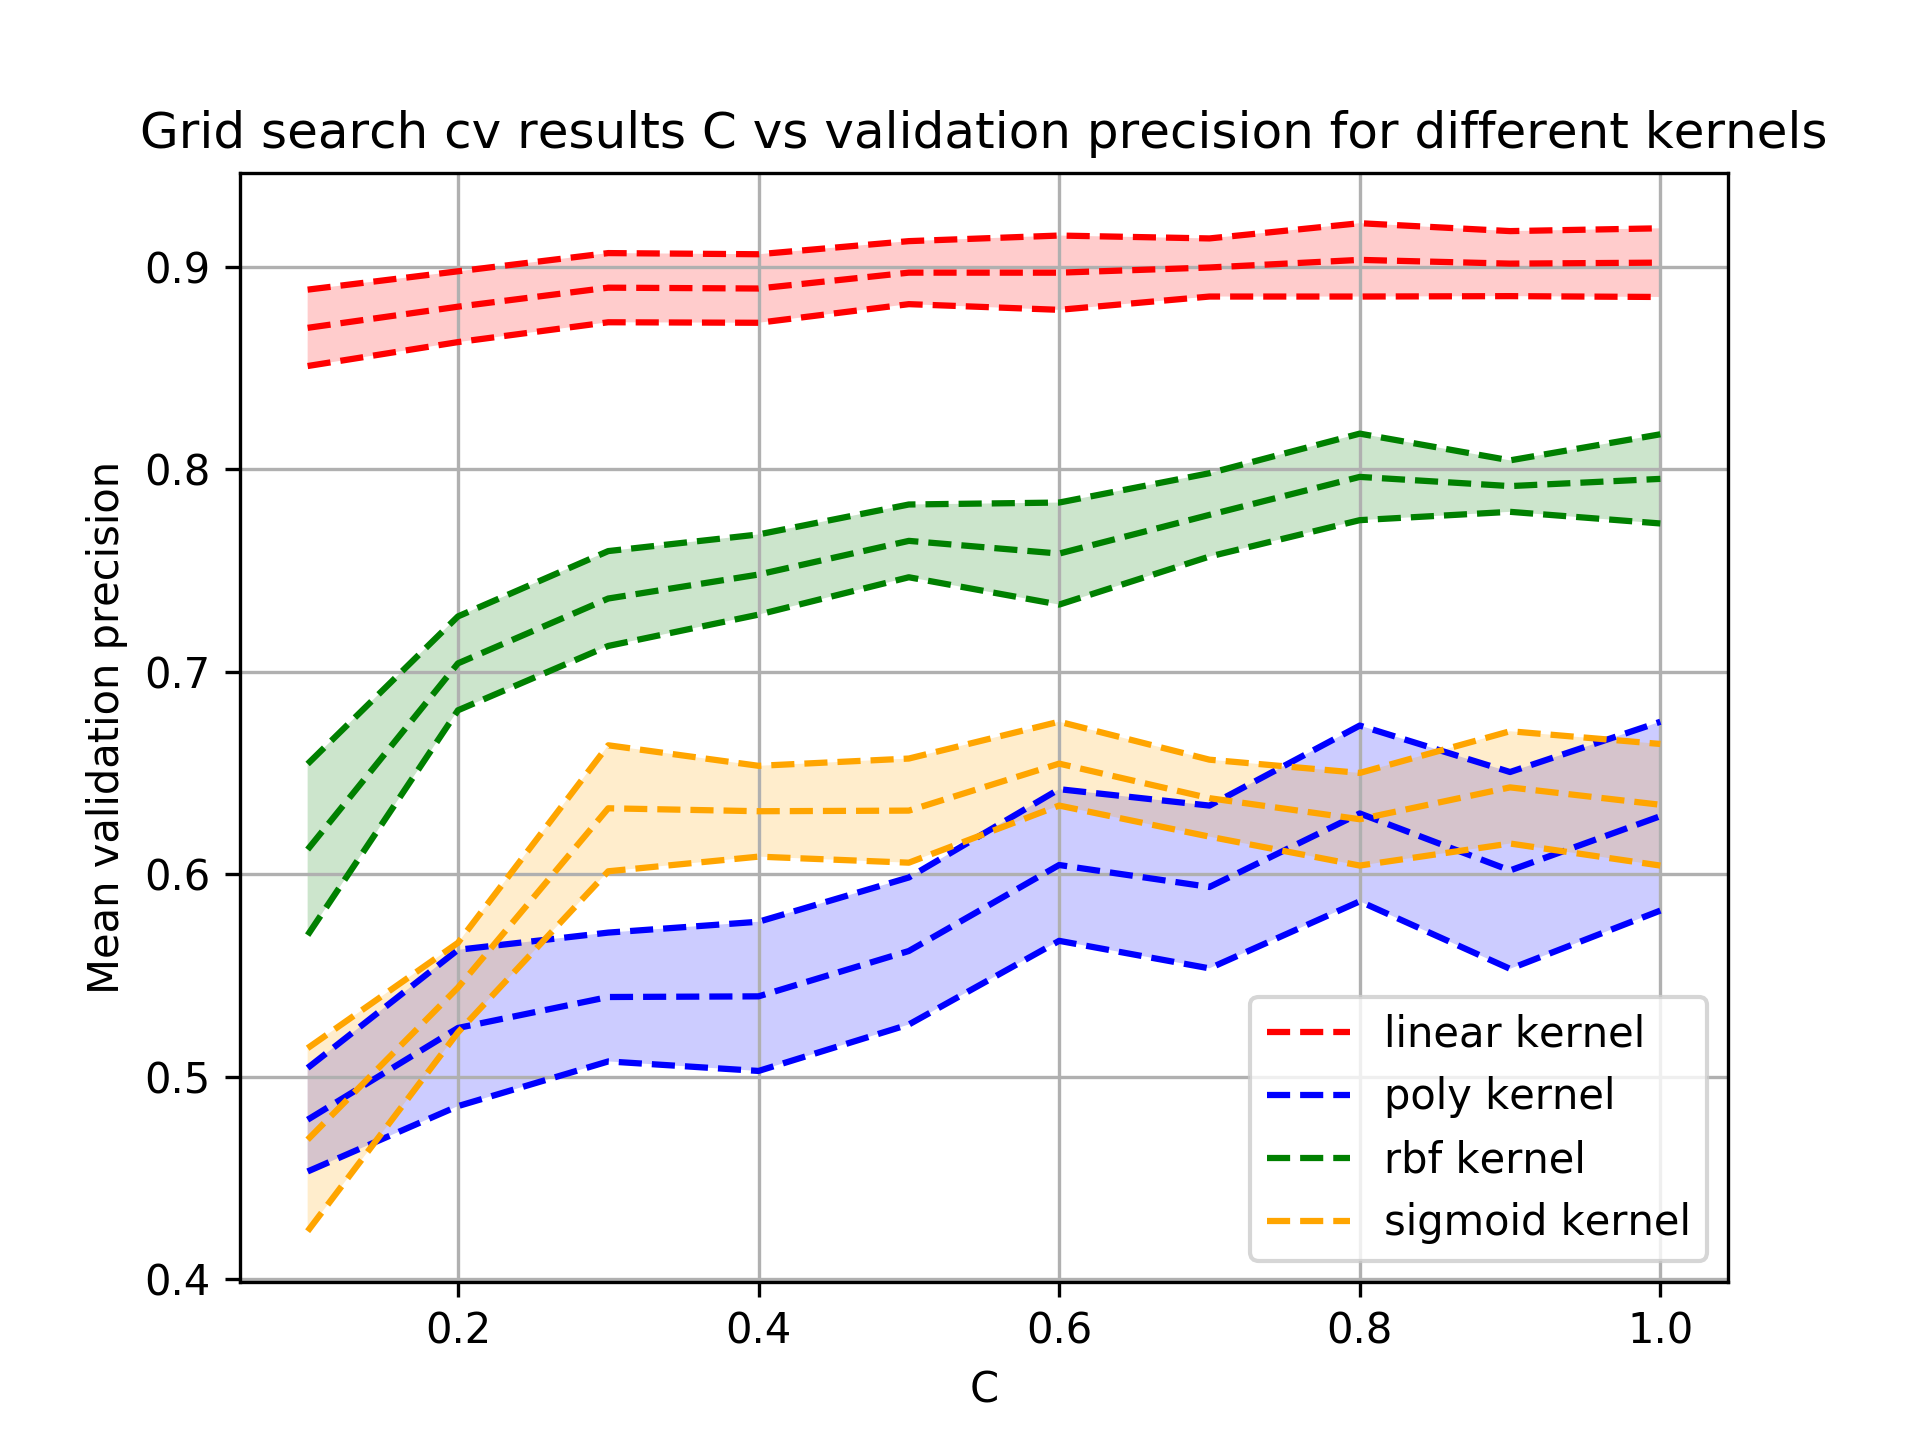 Grid search cv results C vs validation precision for different kernels
Mean validation precision
0.9
0.8
0.7
0.6
0.5
0.4
0.2
0.4
0.6
0.8
1.0
C
linear kernel
poly kernel
rbf kernel
sigmoid kernel